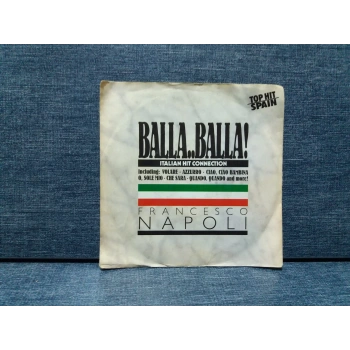 TOP HIT
SPAIN
BALLA..BALLA!
ITALIAN HIT CONNECTION
including: VOLARE - AZZURRO - CIAO, CIAO BAMBINA
O, SOLE MIO - CHE SARA - QUANDO, QUANDO and more!
FRANCESCO
NAPOLI